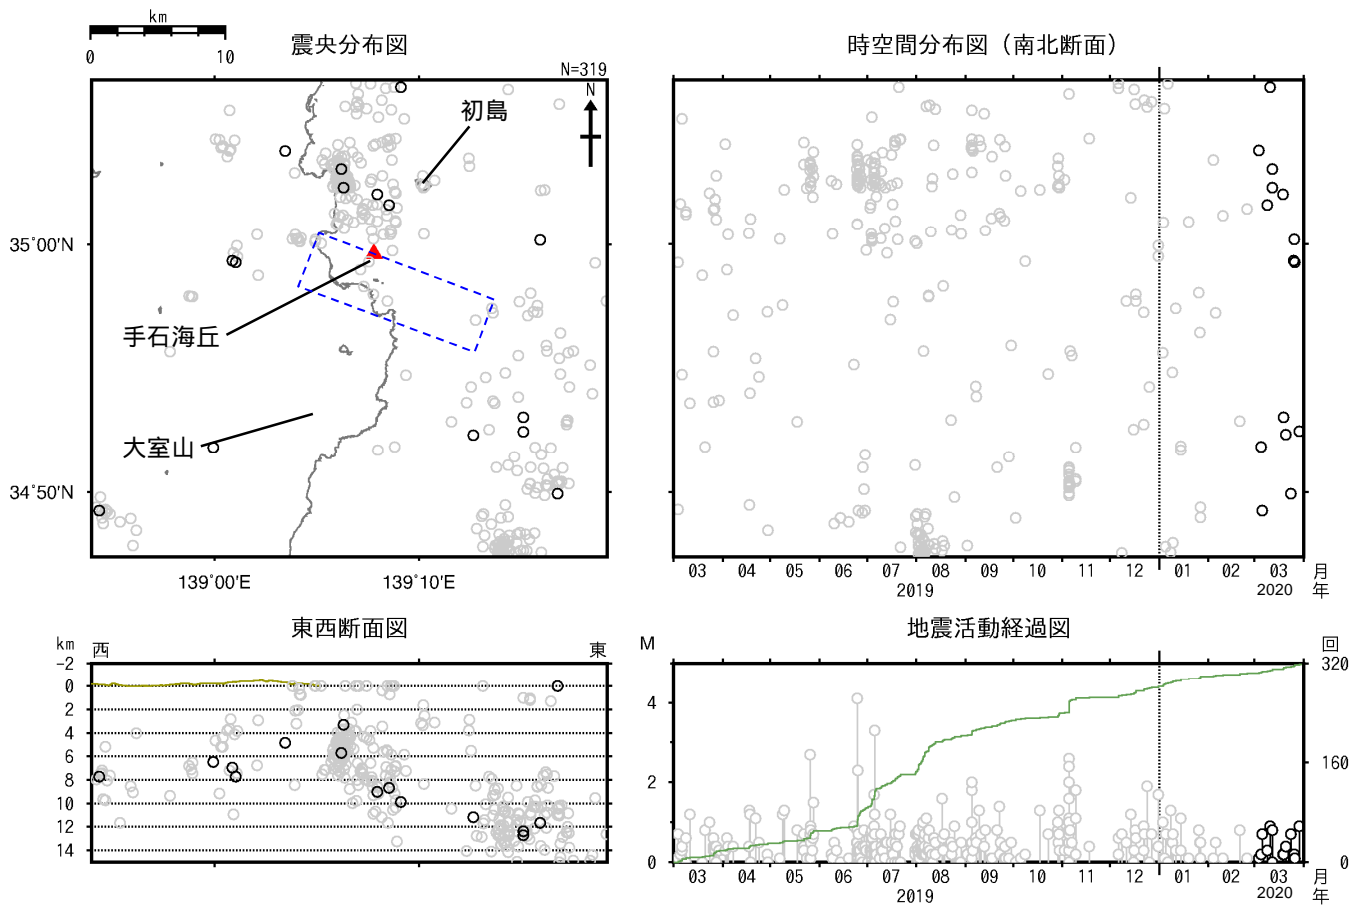 km
0 10
震央分布図
N=319
N
初島
35°00'N
手石海丘
大室山
34°50'N
139°00'E 139°10'E
時空間分布図（南北断面）
03 04 05 06 07 08 09 10 11 12 01 02 03 月
2019 2020 年
東西断面図
km 西 東
-2
0
2
4
6
8
10
12
14
地震活動経過図
M 回
4
2
0
320
160
0
03 04 05 06 07 08 09 10 11 12 01 02 03 月
2019 2020 年